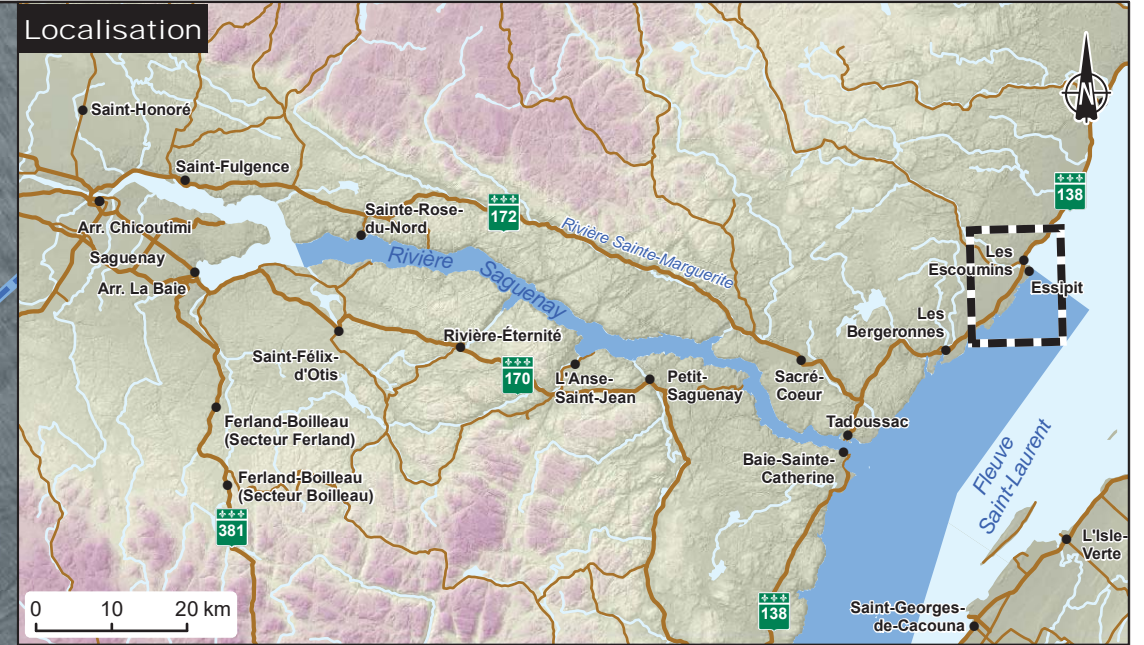 Localisation
Saint-Honoré
Saint-Fulgence
138
Sainte-Rose-
du-Nord
172
Arr. Chicoutimi
Rivière Sainte-Marguerite
Saguenay
Rivière Saguenay
Les
Escoumins
Arr. La Baie
Essipit
Les
Bergeronnes
Rivière-Éternité
Saint-Félix-
d'Otis
170
L'Anse-
Saint-Jean
Petit-
Saguenay
Sacré-
Coeur
Ferland-Boilleau
(Secteur Ferland)
Tadoussac
Baie-Sainte-
Catherine
Fleuve
Saint-Laurent
Ferland-Boilleau
(Secteur Boilleau)
381
L'Isle-
Verte
0 10 20 km
138
Saint-Georges-
de-Cacouna